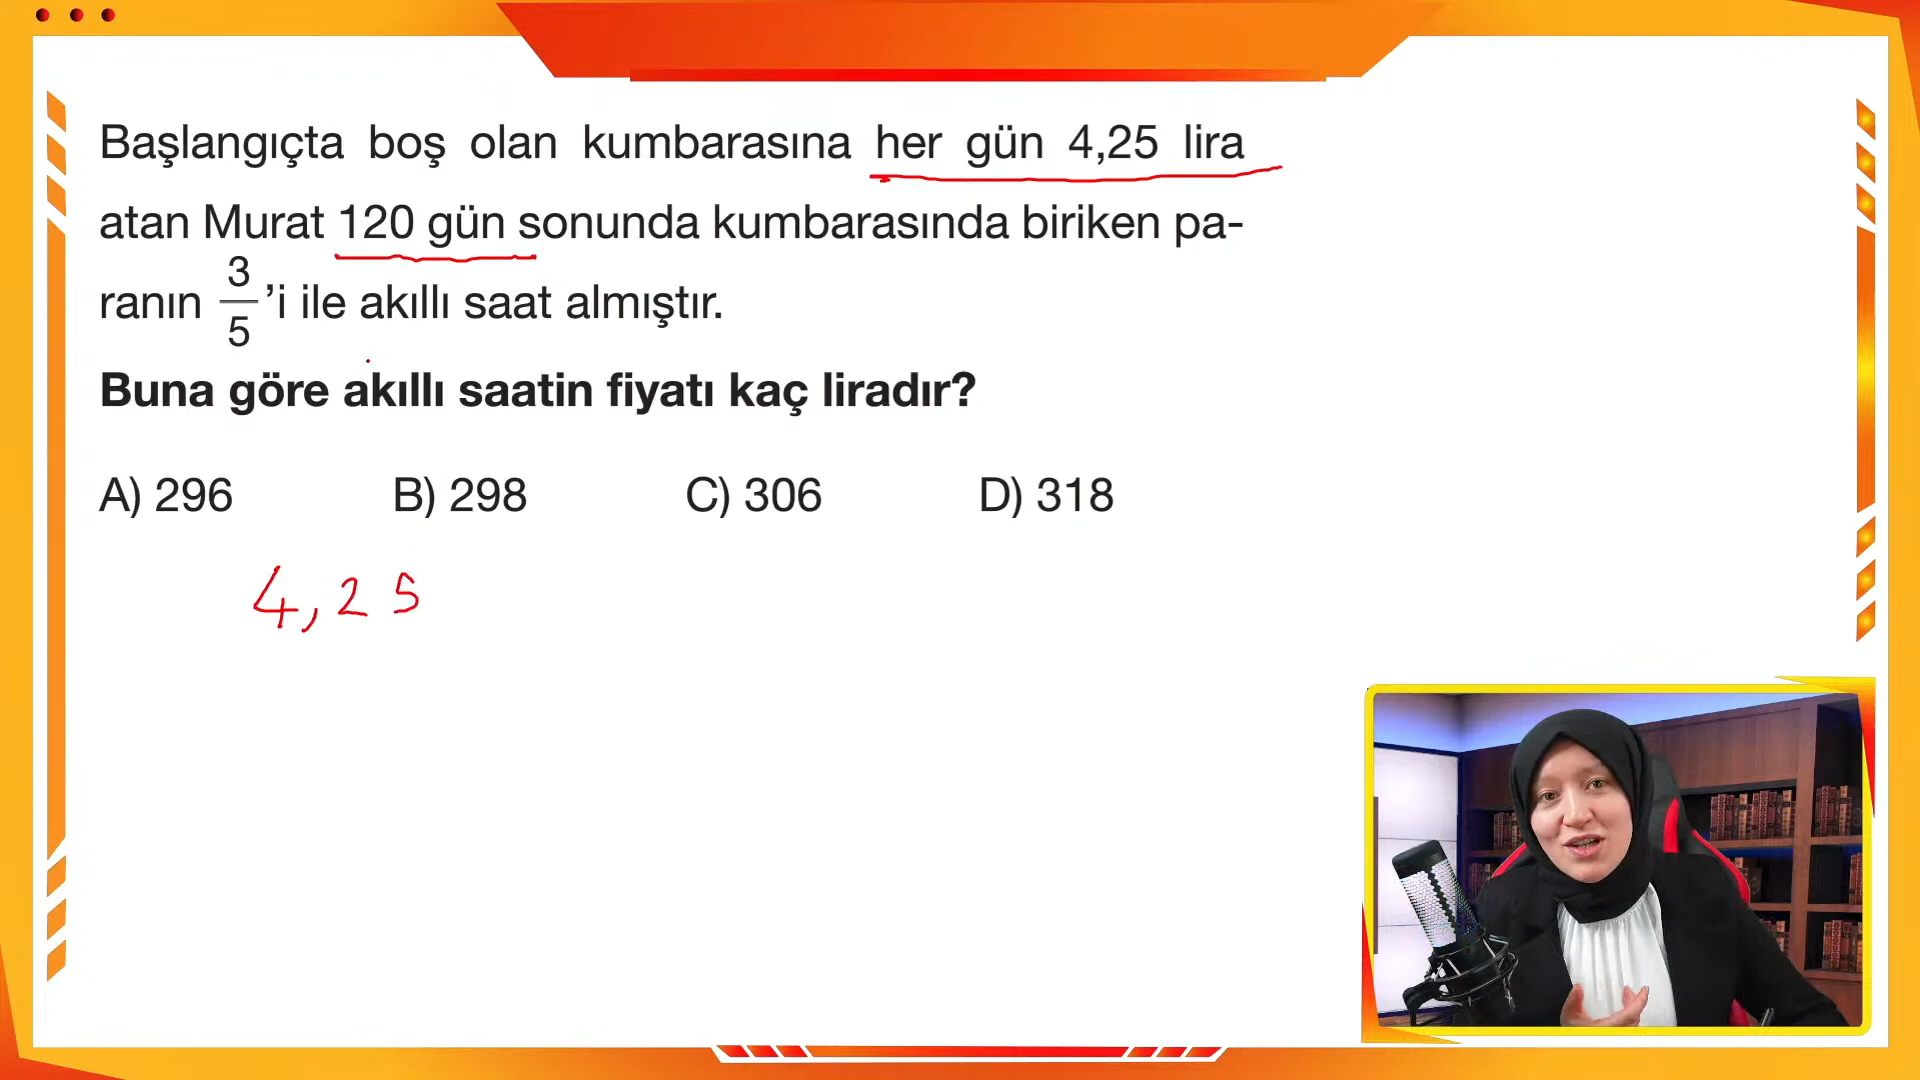 Başlangıçta boş olan kumbarasına her gün 4,25 lira
atan Murat 120 gün sonunda kumbarasında biriken pa-
ranın 3/5 'i ile akıllı saat almıştır.
Buna göre akıllı saatin fiyatı kaç liradır?
A) 296 B) 298 C) 306 D) 318
4,25